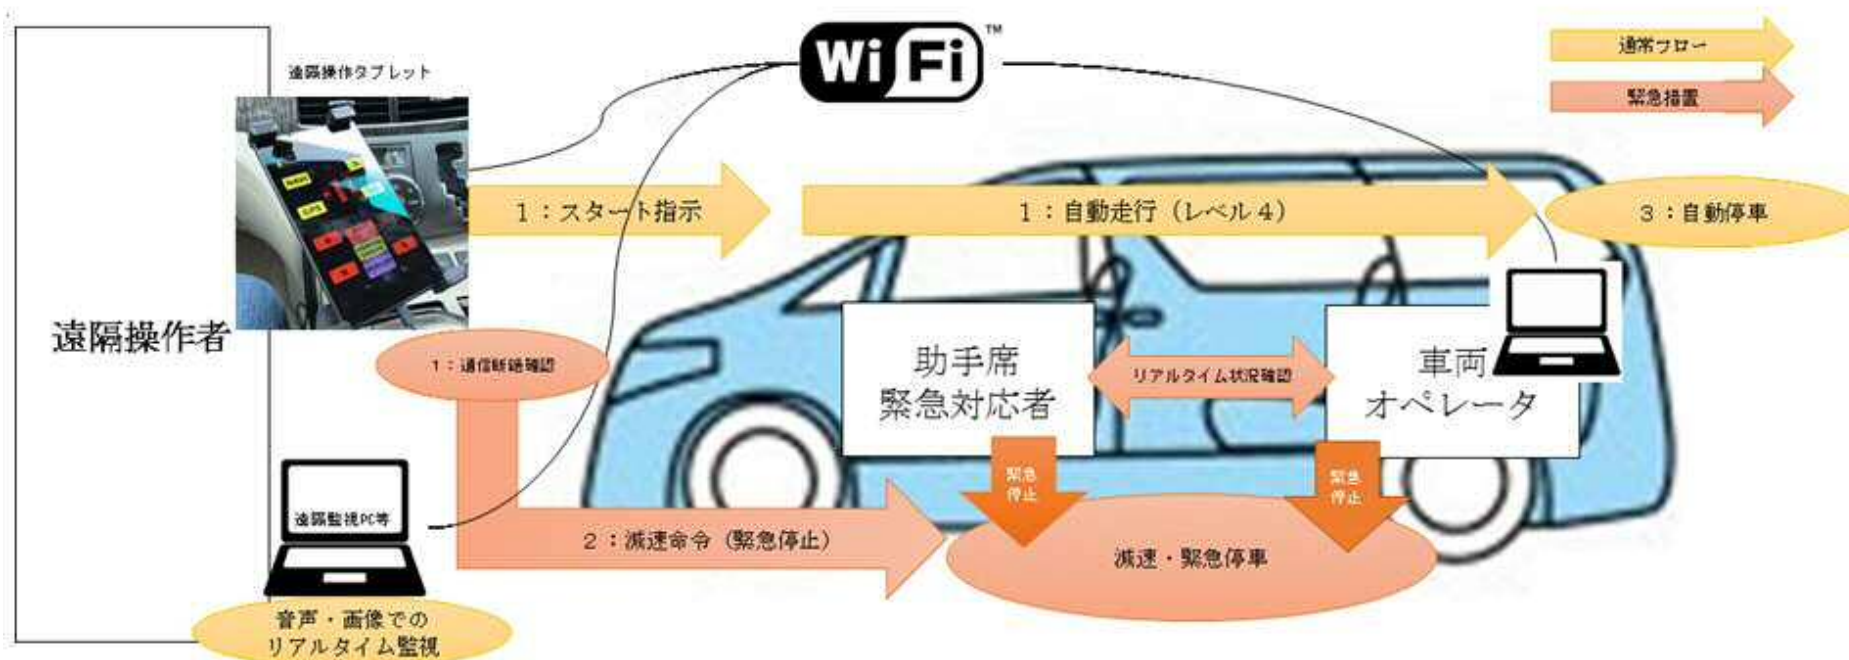 遠隔操作タブレット
WiFi
TM
通常フロー
緊急措置
1：スタート指示
1：自動走行（レベル4）
3：自動停車
GPS
遠隔操作者
1：通信断絶確認
助手席
緊急対応者
リアルタイム状況確認
車両
オペレータ
緊急
停止
緊急
停止
遠隔監視PC等
2：減速命令（緊急停止）
減速・緊急停車
音声・画像での
リアルタイム監視